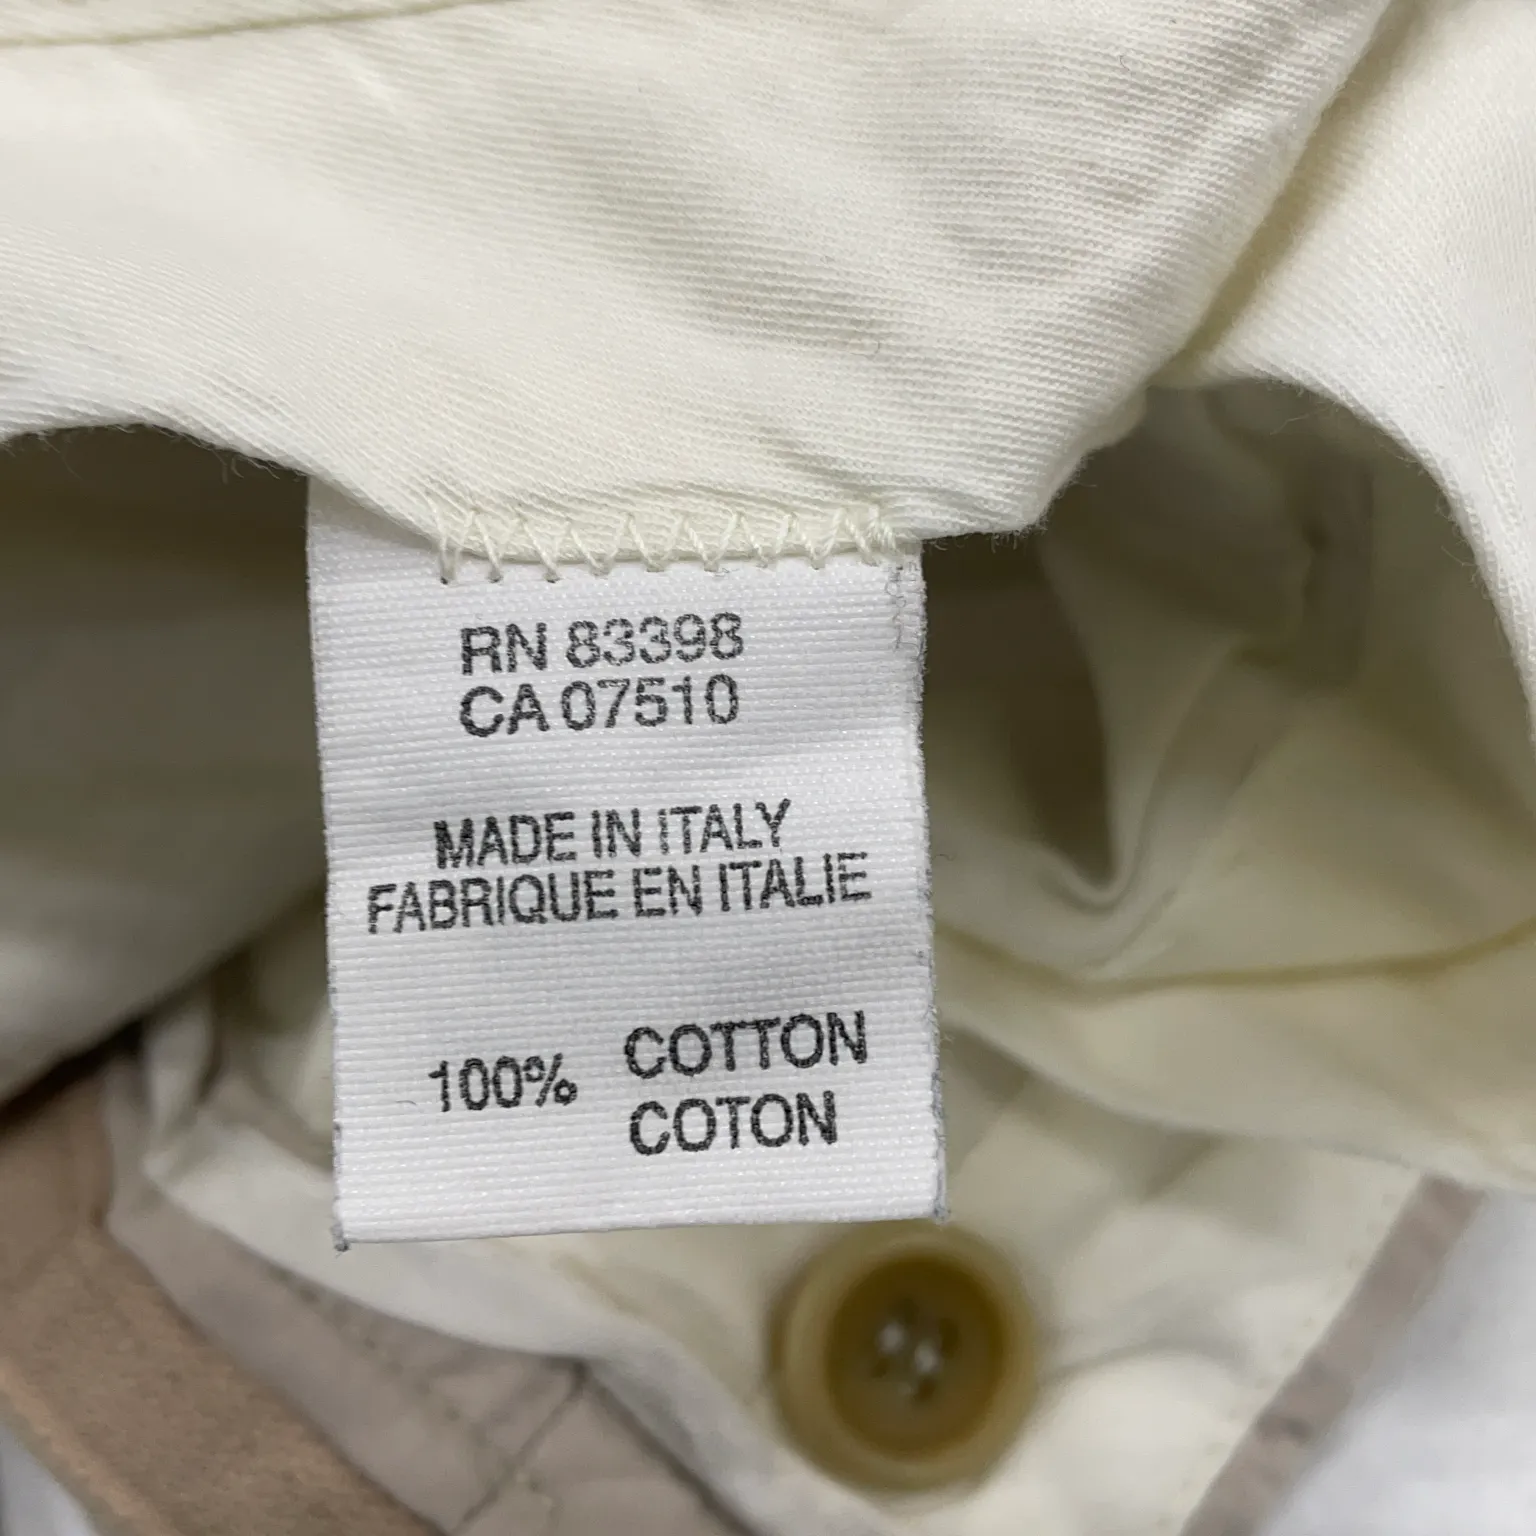 RN 83398
CA 07510
MADE IN ITALY
FABRIQUE EN ITALIE
100% COTTON
COTON